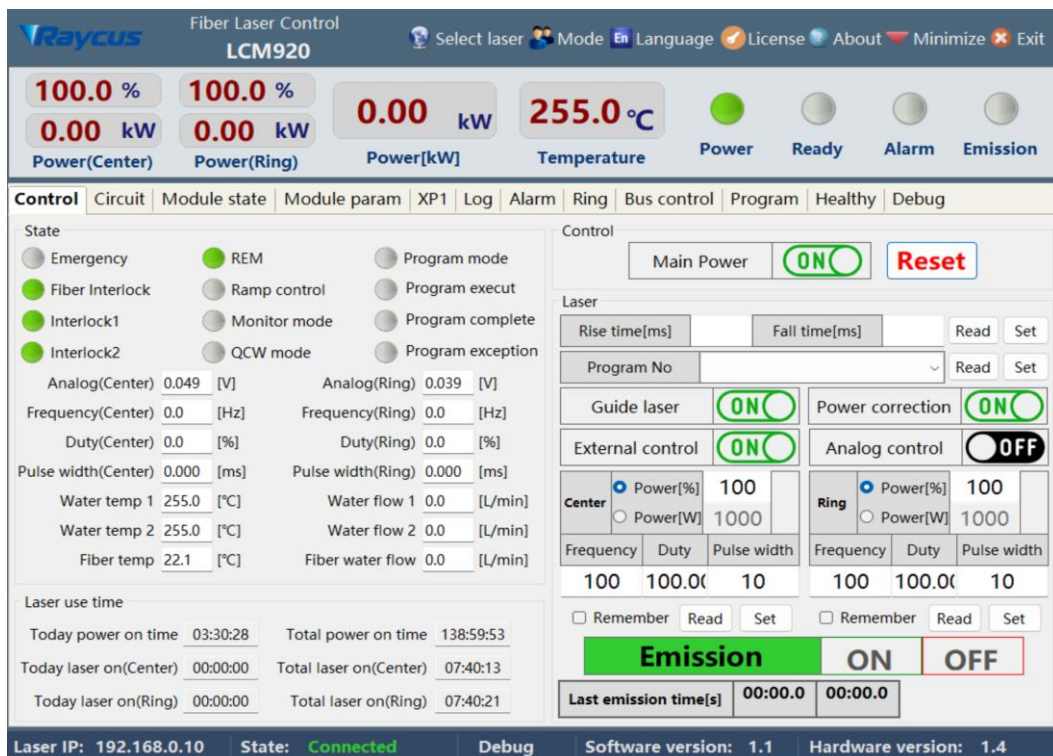 Raycus
Fiber Laser Control
LCM920
Select laser Mode En Language License About Minimize Exit
100.0 % 100.0 % 0.00 kW 255.0 ℃
0.00 kW 0.00 kW
Power(Center) Power(Ring) Power[kW] Temperature Power Ready Alarm Emission
Control Circuit Module state Module param XP1 Log Alarm Ring Bus control Program Healthy Debug
State
Emergency REM Program mode
Fiber Interlock Ramp control Program execut
Interlock1 Monitor mode Program complete
Interlock2 QCW mode Program exception
Analog(Center) 0.049 [V] Analog(Ring) 0.039 [V]
Frequency(Center) 0.0 [Hz] Frequency(Ring) 0.0 [Hz]
Duty(Center) 0.0 [%] Duty(Ring) 0.0 [%]
Pulse width(Center) 0.000 [ms] Pulse width(Ring) 0.000 [ms]
Water temp 1 255.0 [℃] Water flow 1 0.0 [L/min]
Water temp 2 255.0 [℃] Water flow 2 0.0 [L/min]
Fiber temp 22.1 [℃] Fiber water flow 0.0 [L/min]
Laser use time
Today power on time 03:30:28 Total power on time 138:59:53
Today laser on(Center) 00:00:00 Total laser on(Center) 07:40:13
Today laser on(Ring) 00:00:00 Total laser on(Ring) 07:40:21
Control
Main Power ON Reset
Laser
Rise time[ms] Fall time[ms] Read Set
Program No Read Set
Guide laser ON Power correction ON
External control ON Analog control OFF
Center Power[%] 100 Ring Power[%] 100
Power[W] 1000 Power[W] 1000
Frequency Duty Pulse width Frequency Duty Pulse width
100 100.00 10 100 100.00 10
Remember Read Set Remember Read Set
Emission ON OFF
Last emission time[s] 00:00.0 00:00.0
Laser IP: 192.168.0.10 State: Connected Debug Software version: 1.1 Hardware version: 1.4